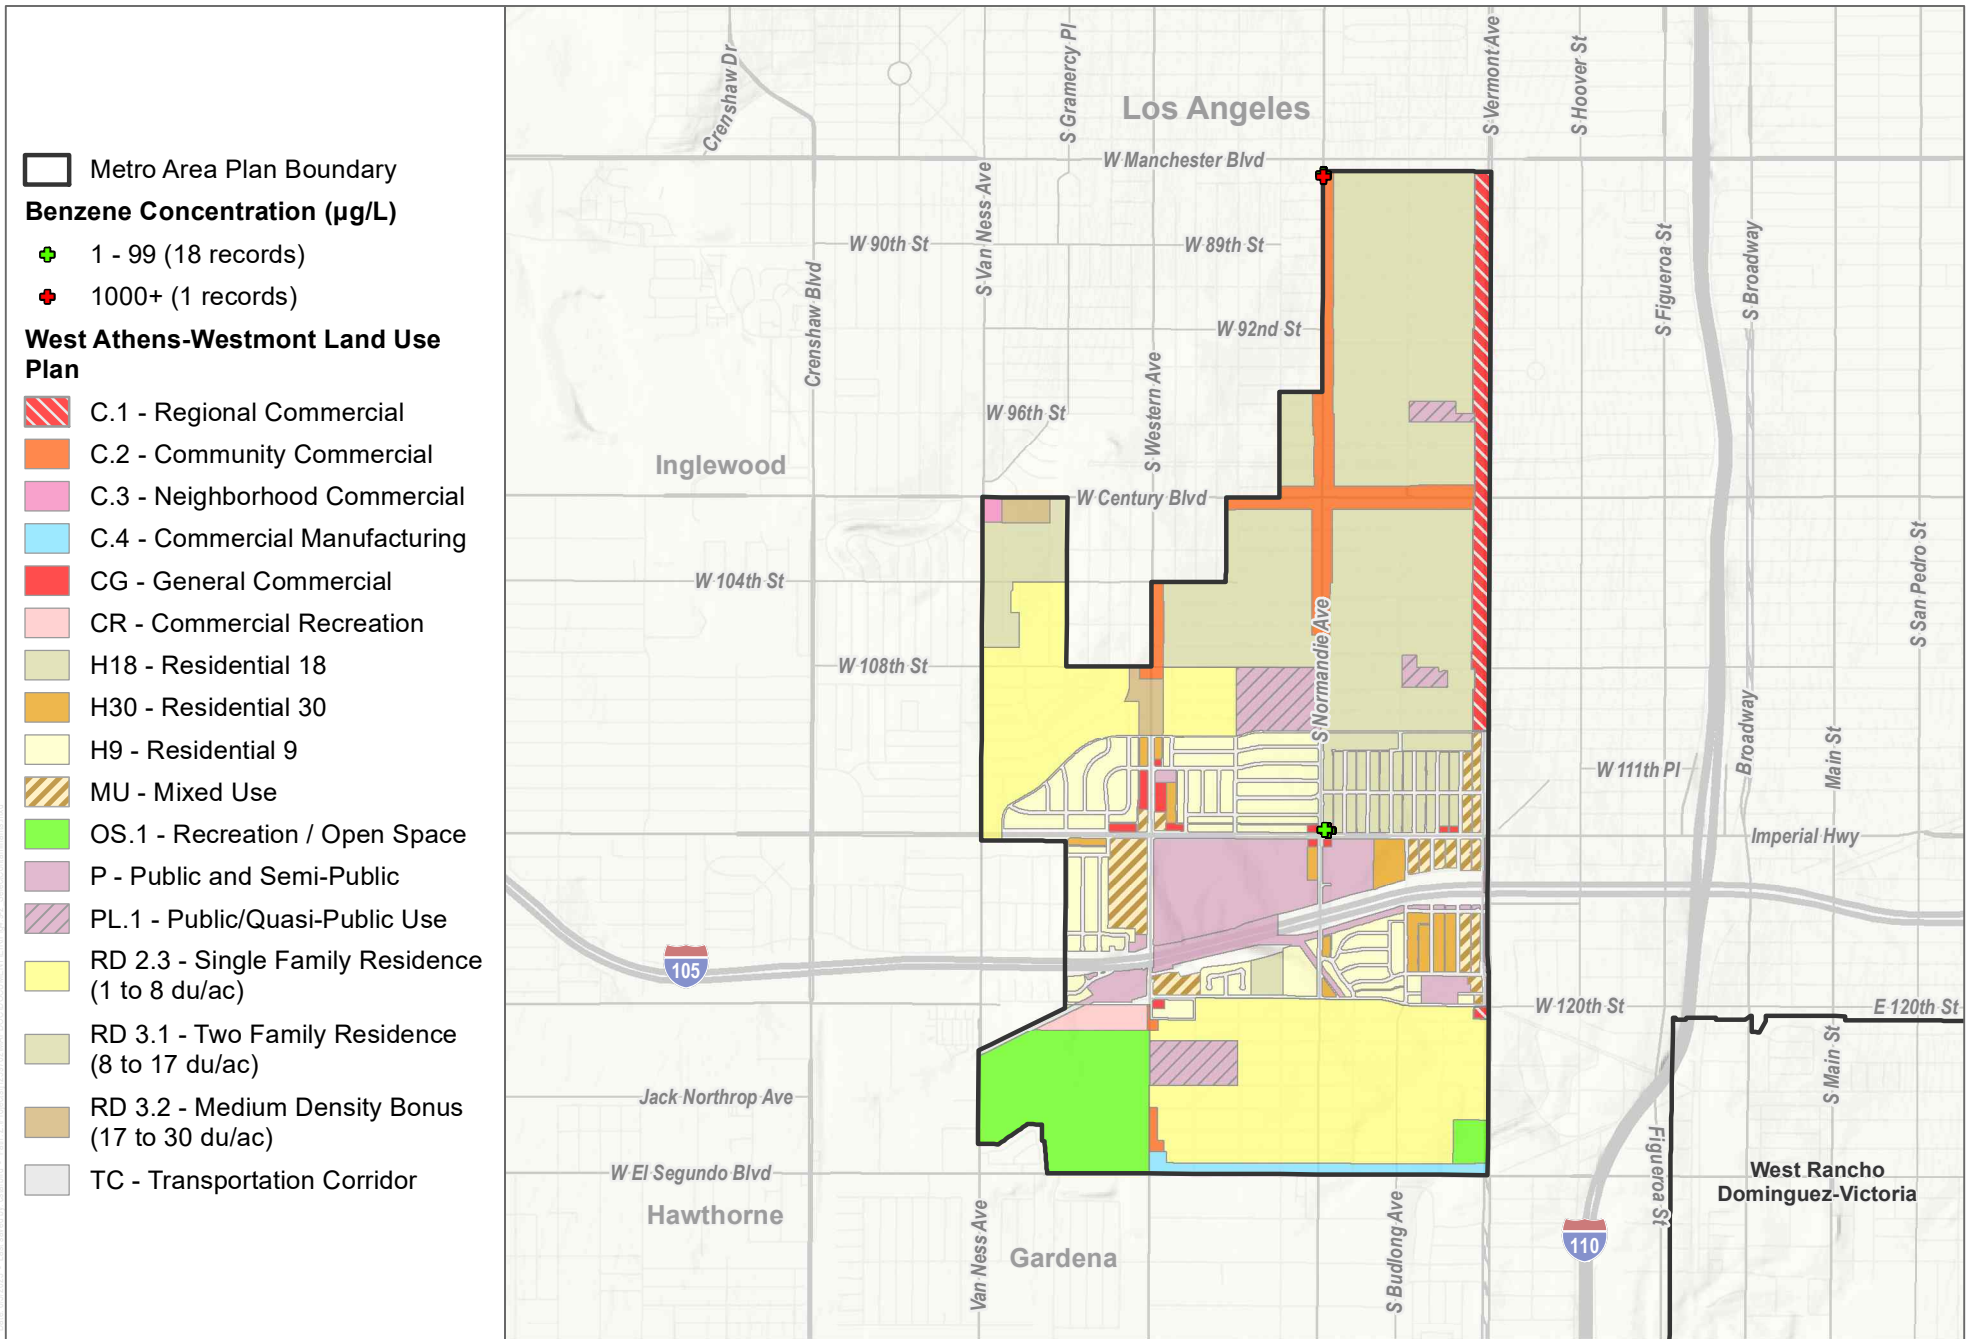 Metro Area Plan Boundary
Benzene Concentration (µg/L)
1 - 99 (18 records)
1000+ (1 records)
West Athens-Westmont Land Use
Plan
C.1 - Regional Commercial
C.2 - Community Commercial
C.3 - Neighborhood Commercial
C.4 - Commercial Manufacturing
CG - General Commercial
CR - Commercial Recreation
H18 - Residential 18
H30 - Residential 30
H9 - Residential 9
MU - Mixed Use
OS.1 - Recreation / Open Space
P - Public and Semi-Public
PL.1 - Public/Quasi-Public Use
RD 2.3 - Single Family Residence
(1 to 8 du/ac)
RD 3.1 - Two Family Residence
(8 to 17 du/ac)
RD 3.2 - Medium Density Bonus
(17 to 30 du/ac)
TC - Transportation Corridor
Crenshaw Dr
S Gramercy Pl
Los Angeles
S Vermont Ave
S Hoover St
W Manchester Blvd
S Van Ness Ave
W 90th St
W 89th St
S Figueroa St
S Broadway
Crenshaw Blvd
W 92nd St
S Western Ave
W 96th St
Inglewood
W Century Blvd
W 104th St
S San Pedro St
S Normandie Ave
W 108th St
Broadway
Main St
W 111th Pl
Imperial Hwy
105
W 120th St
E 120th St
S Main St
Jack Northrop Ave
Figueroa St
W El Segundo Blvd
West Rancho
Dominguez-Victoria
Hawthorne
Van Ness Ave
S Budlong Ave
Gardena
110